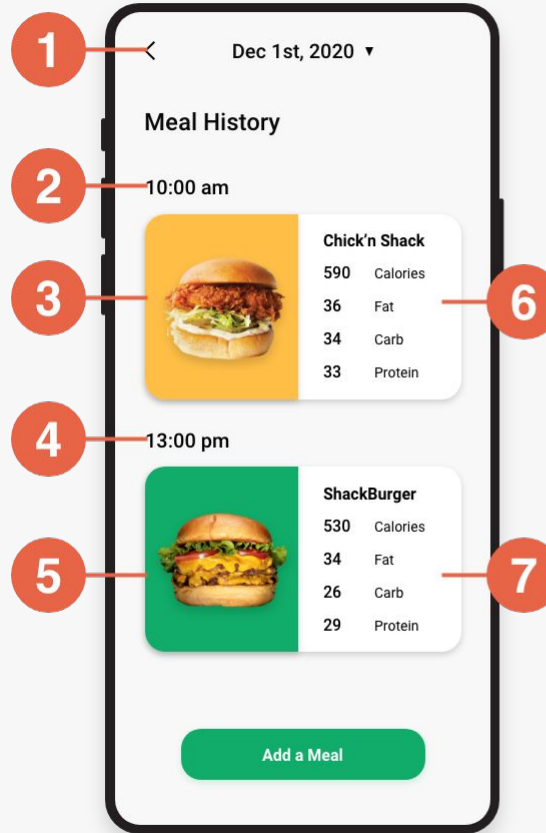 1
Dec 1st, 2020 ▼
Meal History
2
10:00 am
3
Chick’n Shack
590 Calories
36 Fat
34 Carb
33 Protein
6
4
13:00 pm
5
ShackBurger
530 Calories
34 Fat
26 Carb
29 Protein
7
Add a Meal